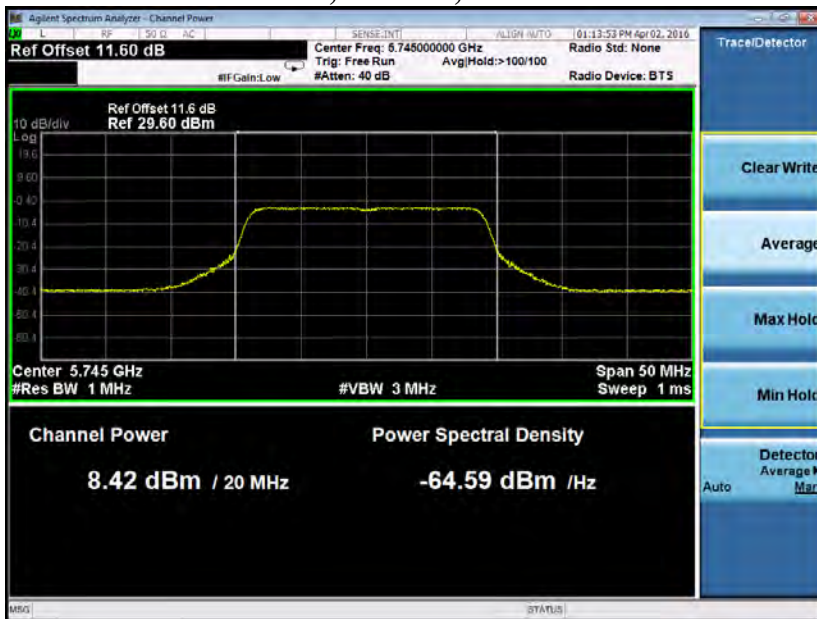 Agilent Spectrum Analyzer - Channel Power
L RF 50 Ω AC SENSE:INT ALIGN AUTO 01:13:53 PM Apr 02, 2016
Ref Offset 11.60 dB
Center Freq: 5.745000000 GHz
Radio Std: None
Trig: Free Run Avg|Hold:>100/100
#IFGain:Low #Atten: 40 dB
Radio Device: BTS
Trace/Detector
Ref Offset 11.6 dB
10 dB/div Ref 29.60 dBm
Log
19.6
9.60
-0.40
-10.4
-20.4
-30.4
-40.4
-50.4
-60.4
Center 5.745 GHz
Span 50 MHz
#Res BW 1 MHz
#VBW 3 MHz
Sweep 1 ms
Channel Power
Power Spectral Density
8.42 dBm / 20 MHz
-64.59 dBm /Hz
Clear Write
Average
Max Hold
Min Hold
Detector
Average
Auto Man
MSG
STATUS